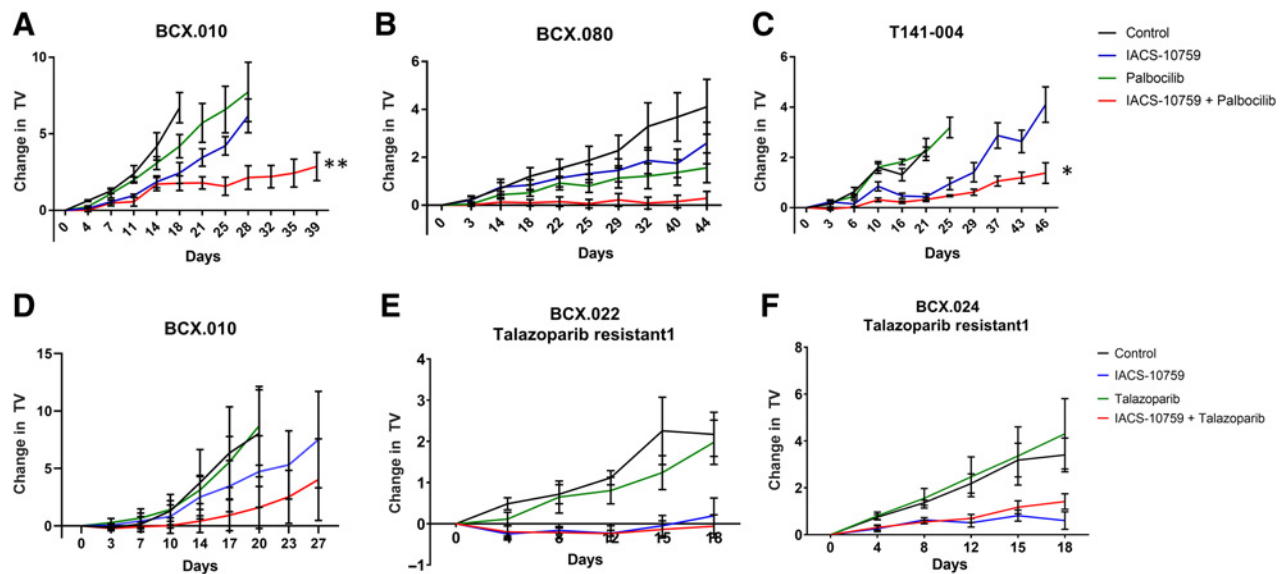 A
BCX.010
Change in TV
10
5
0
**
0 4 7 11 14 18 21 25 28 32 35 39
Days
B
BCX.080
Change in TV
6
4
2
0
0 3 14 18 22 25 29 32 40 44
Days
C
T141-004
Change in TV
6
4
2
0
*
0 3 6 10 16 21 25 29 37 43 46
Days
Control
IACS-10759
Palbocilib
IACS-10759 + Palbocilib
D
BCX.010
Change in TV
15
10
5
0
0 3 7 10 14 17 20 23 27
Days
E
BCX.022
Talazoparib resistant1
Change in TV
4
3
2
1
0
−1
0 4 8 12 15 18
Days
F
BCX.024
Talazoparib resistant1
Change in TV
8
6
4
2
0
0 4 8 12 15 18
Days
Control
IACS-10759
Talazoparib
IACS-10759 + Talazoparib